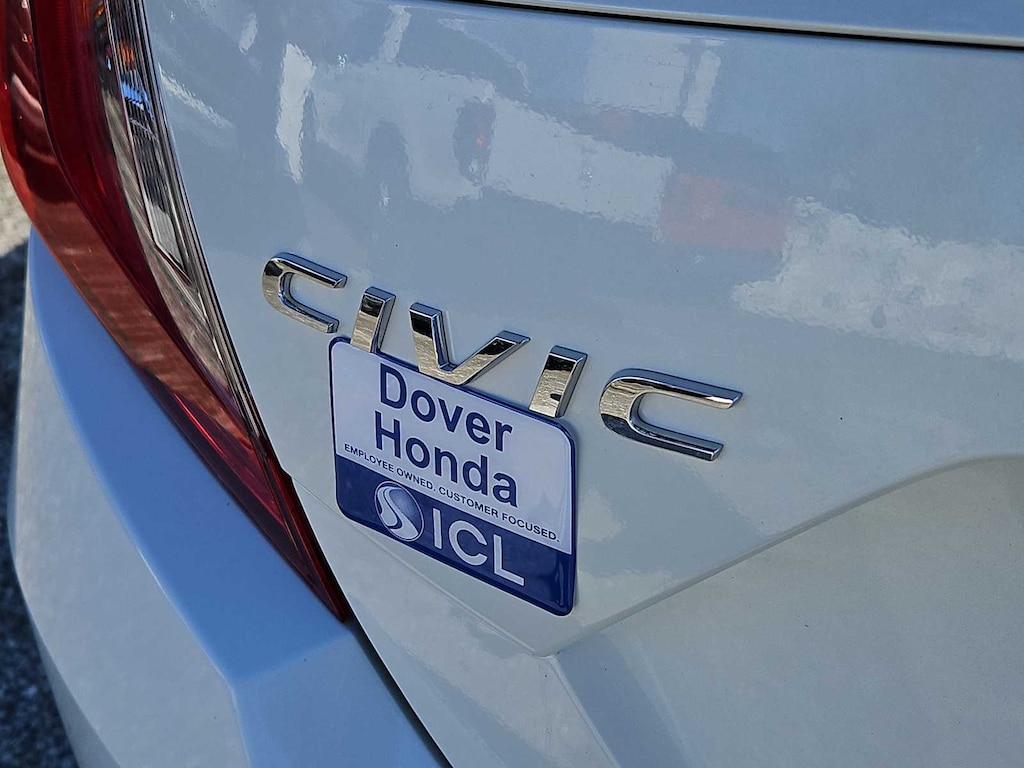 CIVIC
Dover
Honda
EMPLOYEE OWNED. CUSTOMER FOCUSED.
ICL